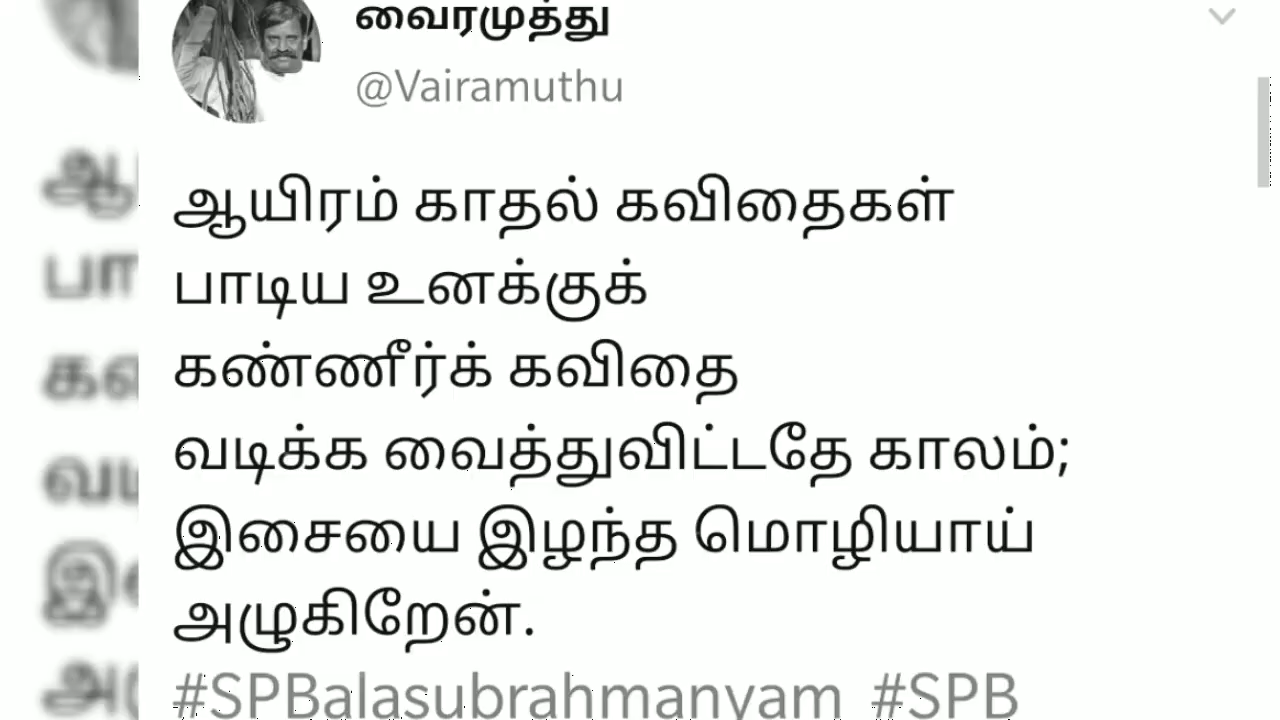 வைரமுத்து
@Vairamuthu
ஆயிரம் காதல் கவிதைகள்
பாடிய உனக்குக்
கண்ணீர்க் கவிதை
வடிக்க வைத்துவிட்டதே காலம்;
இசையை இழந்த மொழியாய்
அழுகிறேன்.
#SPBalasubrahmanyam #SPB